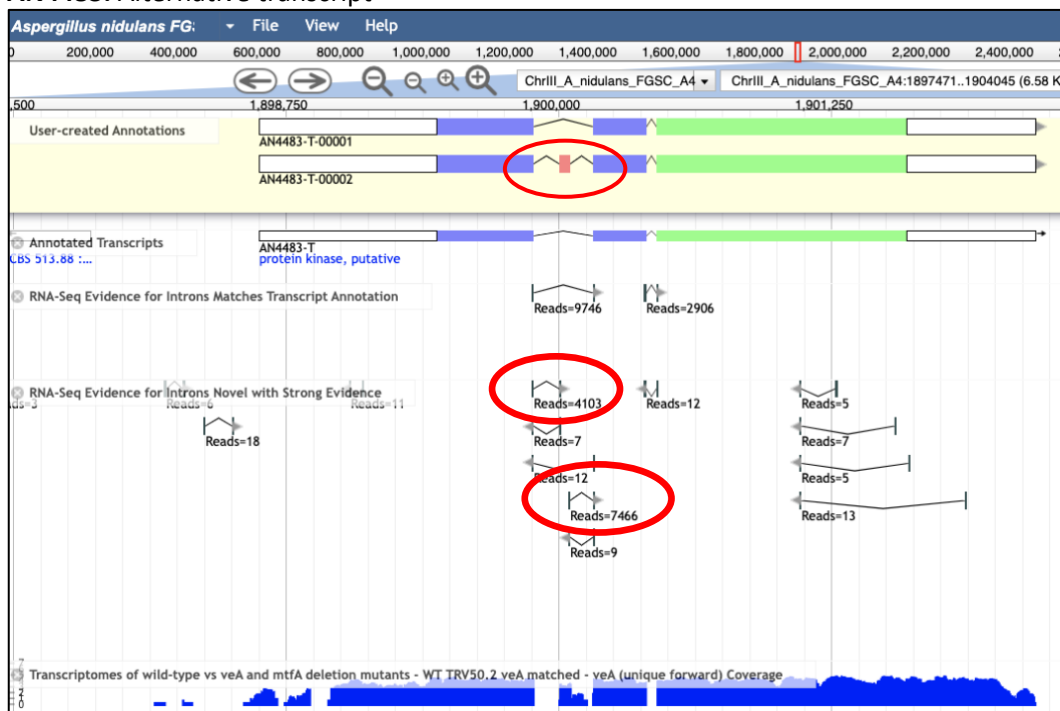 Aspergillus nidulans FG: File View Help
200,000 400,000 600,000 800,000 1,000,000 1,200,000 1,400,000 1,600,000 1,800,000 2,000,000 2,200,000 2,400,000
ChrIII_A_nidulans_FGSC_A4 ChrIII_A_nidulans_FGSC_A4:1897471..1904045 (6.58 K
,500 1,898,750 1,900,000 1,901,250
User-created Annotations
AN4483-T-00001
AN4483-T-00002
Annotated Transcripts
AN4483-T
CBS 513.88 :... protein kinase, putative
RNA-Seq Evidence for Introns Matches Transcript Annotation
Reads=9746 Reads=2906
RNA-Seq Evidence for Introns Novel with Strong Evidence
Reads=6 Reads=11 Reads=4103 Reads=12 Reads=5
Reads=18 Reads=7 Reads=7
Reads=12 Reads=5
Reads=7466 Reads=13
Reads=9
Transcriptomes of wild-type vs veA and mtfA deletion mutants - WT TRV50.2 veA matched - veA (unique forward) Coverage